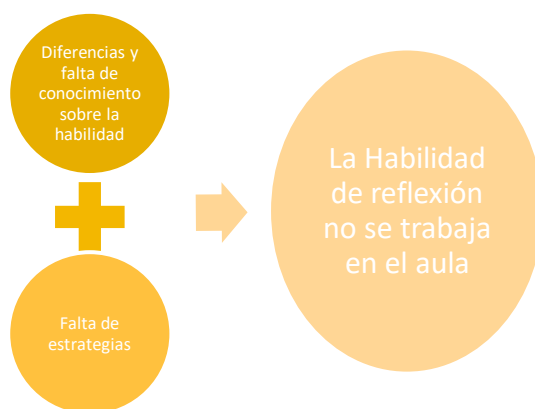 Diferencias y
falta de
conocimiento
sobre la
habilidad
Falta de
estrategias
La Habilidad
de reflexión
no se trabaja
en el aula